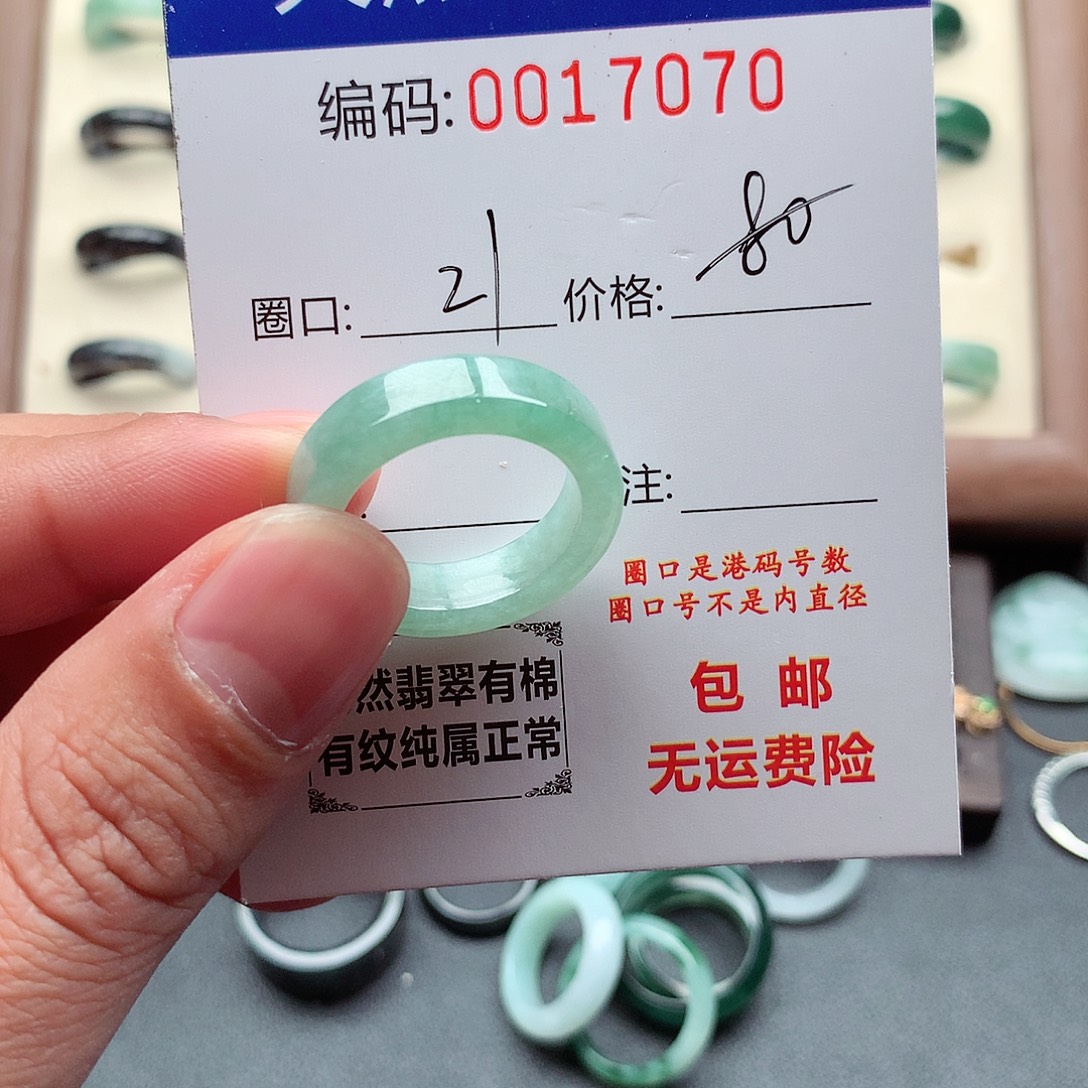 编码: 0017070
圈口: 21 价格: 80
注:
圈口是港码号数
圈口号不是内直径
然翡翠有棉
有纹纯属正常
包 邮
无运费险